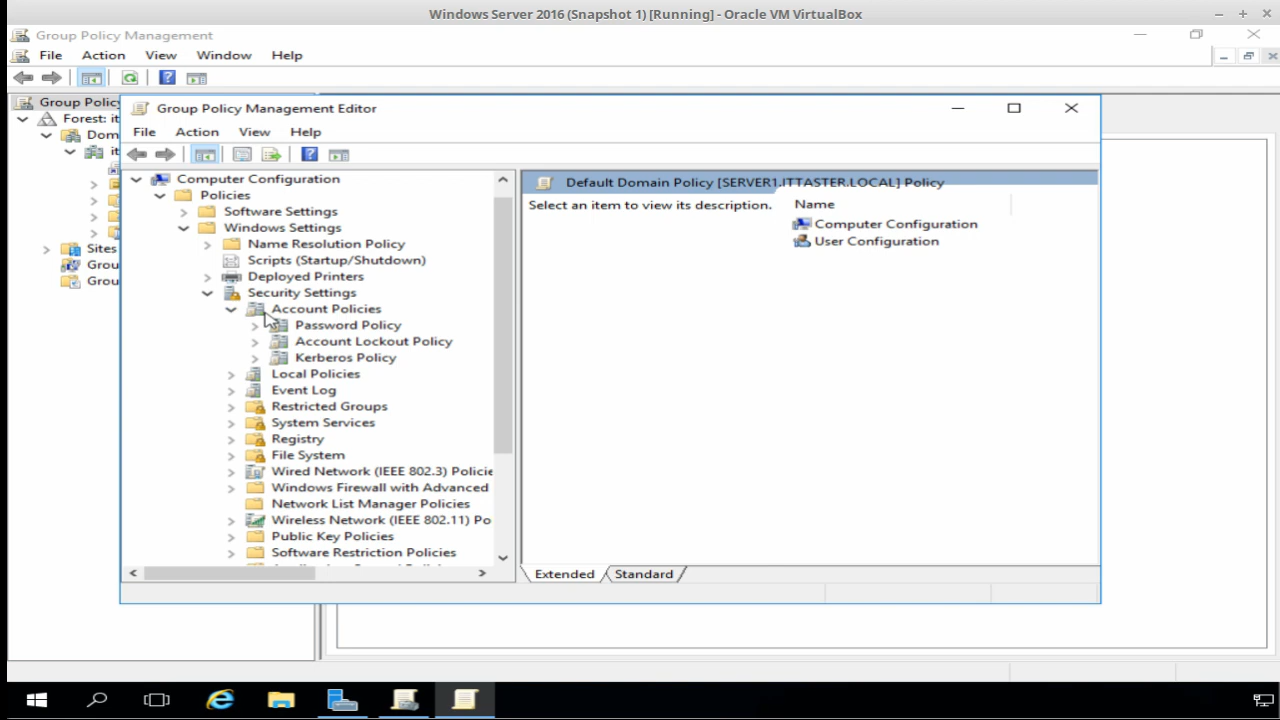 Windows Server 2016 (Snapshot 1) [Running] - Oracle VM VirtualBox
Group Policy Management
File Action View Window Help
Group Policy
Forest: it
Dom
it
Sites
Grou
Grou
Group Policy Management Editor
File Action View Help
Computer Configuration
Policies
Software Settings
Windows Settings
Name Resolution Policy
Scripts (Startup/Shutdown)
Deployed Printers
Security Settings
Account Policies
Password Policy
Account Lockout Policy
Kerberos Policy
Local Policies
Event Log
Restricted Groups
System Services
Registry
File System
Wired Network (IEEE 802.3) Policie
Windows Firewall with Advanced
Network List Manager Policies
Wireless Network (IEEE 802.11) Po
Public Key Policies
Software Restriction Policies
Default Domain Policy [SERVER1.ITTASTER.LOCAL] Policy
Select an item to view its description.
Name
Computer Configuration
User Configuration
Extended Standard